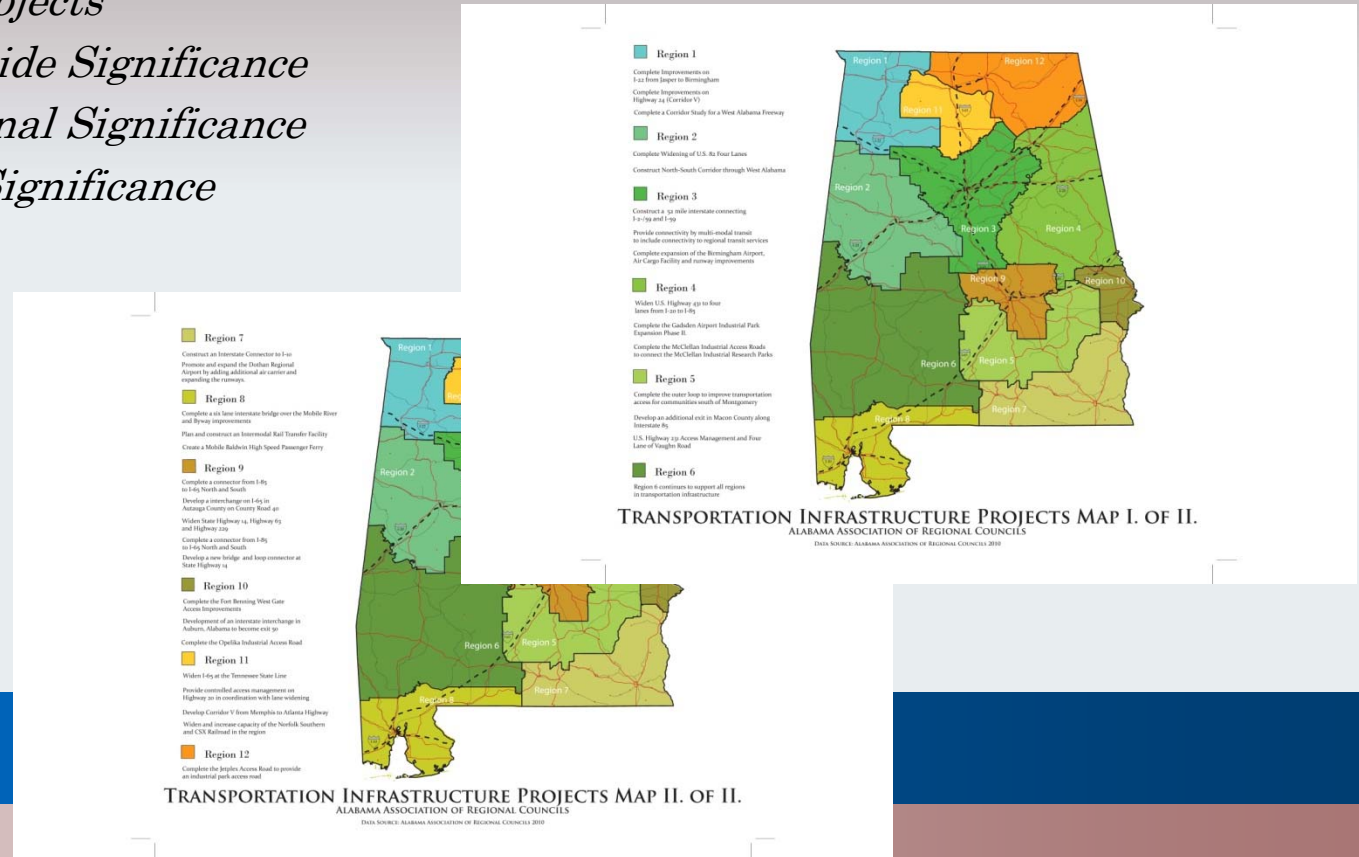 ojects
ide Significance
nal Significance
Significance
Region 1
Complete Improvements on
I-22 from Jasper to Birmingham
Complete Improvements on
Highway 24 (Corridor V)
Complete a Corridor Study for a West Alabama Freeway
Region 2
Complete Widening of U.S. 82 Four Lanes
Construct North-South Corridor through West Alabama
Region 3
Construct a 52 mile interstate connecting
I-2-/59 and I-59
Provide connectivity by multi-modal transit
to include connectivity to regional transit services
Complete expansion of the Birmingham Airport,
Air Cargo Facility and runway improvements
Region 4
Widen U.S. Highway 431 to four
lanes from I-20 to I-85
Complete the Gadsden Airport Industrial Park
Expansion Phase II.
Complete the McClellan Industrial Access Roads
to connect the McClellan Industrial Research Parks
Region 5
Complete the outer loop to improve transportation
access for communities south of Montgomery
Develop an additional exit in Macon County along
Interstate 85
U.S. Highway 231 Access Management and Four
Lane of Vaughn Road
Region 6
Region 6 continues to support all regions
in transportation infrastructure
Region 1
Region 12
Region 11
Region 2
Region 3
Region 4
Region 9
Region 10
Region 6
Region 5
Region 7
Region 8
TRANSPORTATION INFRASTRUCTURE PROJECTS MAP I. OF II.
ALABAMA ASSOCIATION OF REGIONAL COUNCILS
DATA SOURCE: ALABAMA ASSOCIATION OF REGIONAL COUNCILS 2010
Region 7
Construct an Interstate Connector to I-10
Promote and expand the Dothan Regional
Airport by adding additional air carrier and
expanding the runways.
Region 8
Complete a six lane interstate bridge over the Mobile River
and Byway improvements
Plan and construct an Intermodal Rail Transfer Facility
Create a Mobile Baldwin High Speed Passenger Ferry
Region 9
Complete a connector from I-85
to I-65 North and South
Develop a interchange on I-65 in
Autauga County on County Road 40
Widen State Highway 14, Highway 63
and Highway 229
Complete a connector from I-85
to I-65 North and South
Develop a new bridge and loop connector at
State Highway 14
Region 10
Complete the Fort Benning West Gate
Access Improvements
Development of an interstate interchange in
Auburn, Alabama to become exit 50
Complete the Opelika Industrial Access Road
Region 11
Widen I-65 at the Tennessee State Line
Provide controlled access management on
Highway 20 in coordination with lane widening
Develop Corridor V from Memphis to Atlanta Highway
Widen and increase capacity of the Norfolk Southern
and CSX Railroad in the region
Region 12
Complete the Jetplex Access Road to provide
an industrial park access road
Region 1
Reg
Region 2
Region 6
Region 5
Region 7
Region 8
TRANSPORTATION INFRASTRUCTURE PROJECTS MAP II. OF II.
ALABAMA ASSOCIATION OF REGIONAL COUNCILS
DATA SOURCE: ALABAMA ASSOCIATION OF REGIONAL COUNCILS 2010